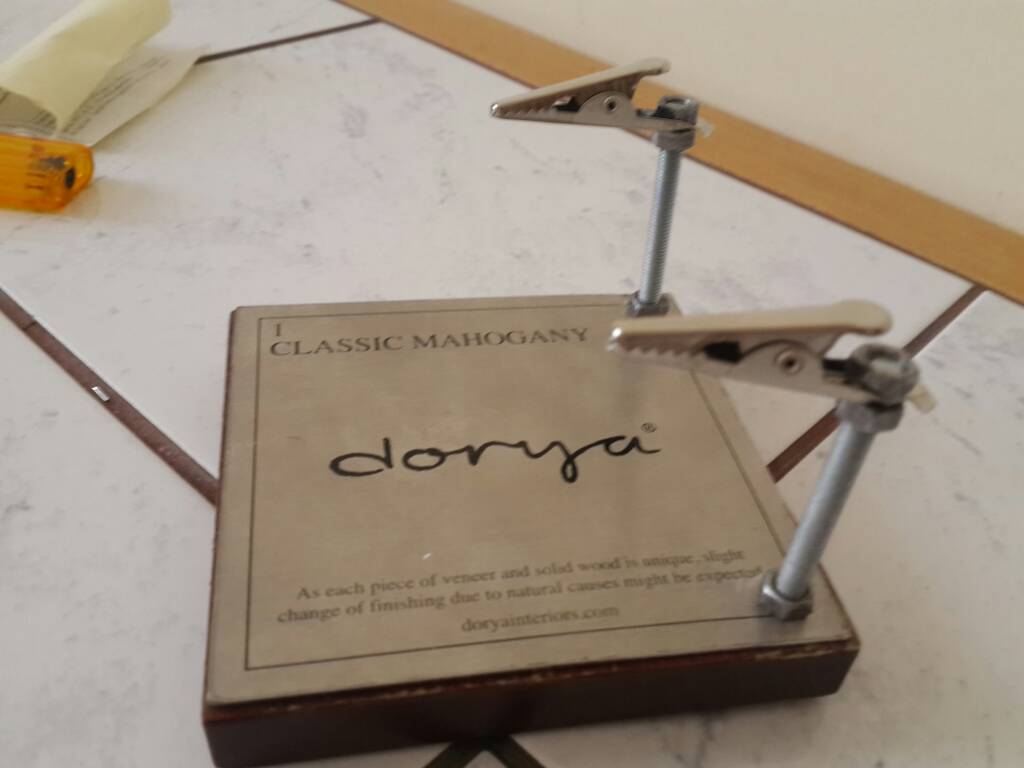 1
CLASSIC MAHOGANY
dorya®
As each piece of veneer and solid wood is unique, slight
change of finishing due to natural causes might be expected
doryainteriors.com